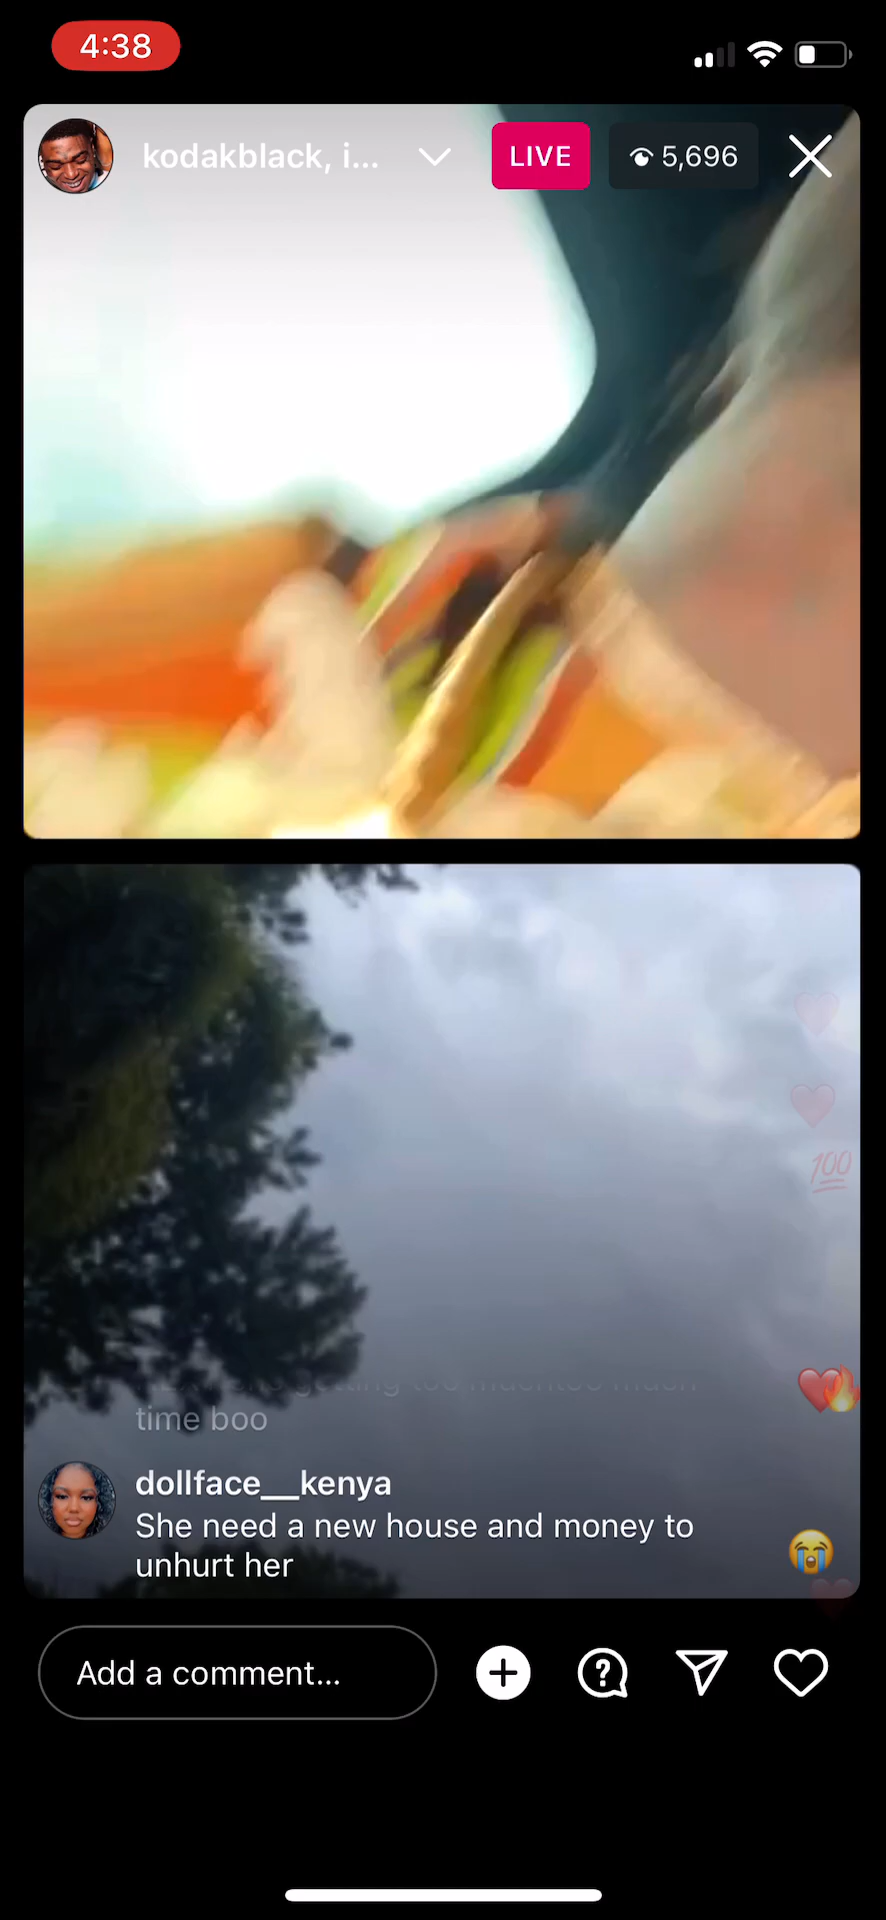 4:38
kodakblack, i...
LIVE
5,696
100
time boo
dollface__kenya
She need a new house and money to
unhurt her
Add a comment...